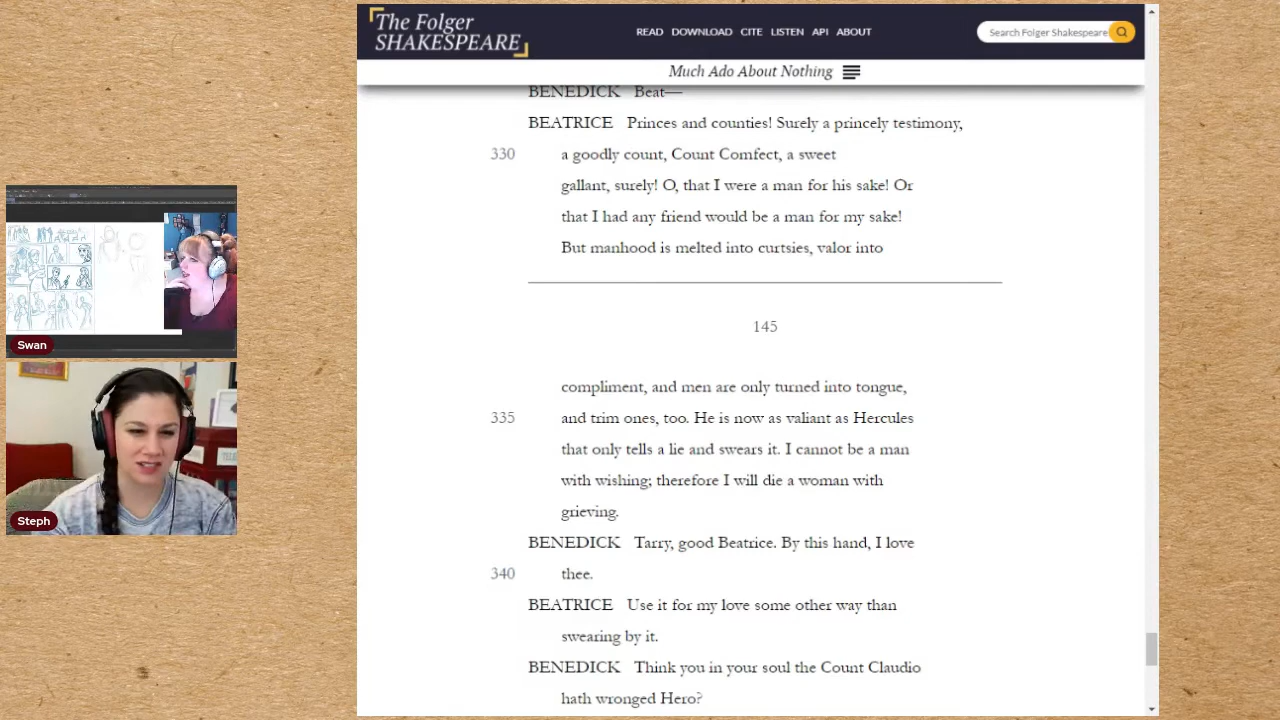 The Folger
SHAKESPEARE
READ DOWNLOAD CITE LISTEN API ABOUT
Search Folger Shakespeare
Much Ado About Nothing
BENEDICK Beat—
BEATRICE Princes and counties! Surely a princely testimony,
330 a goodly count, Count Comfect, a sweet
gallant, surely! O, that I were a man for his sake! Or
that I had any friend would be a man for my sake!
But manhood is melted into curtsies, valor into
145
compliment, and men are only turned into tongue,
335 and trim ones, too. He is now as valiant as Hercules
that only tells a lie and swears it. I cannot be a man
with wishing; therefore I will die a woman with
grieving.
BENEDICK Tarry, good Beatrice. By this hand, I love
340 thee.
BEATRICE Use it for my love some other way than
swearing by it.
BENEDICK Think you in your soul the Count Claudio
hath wronged Hero?
Swan
Steph